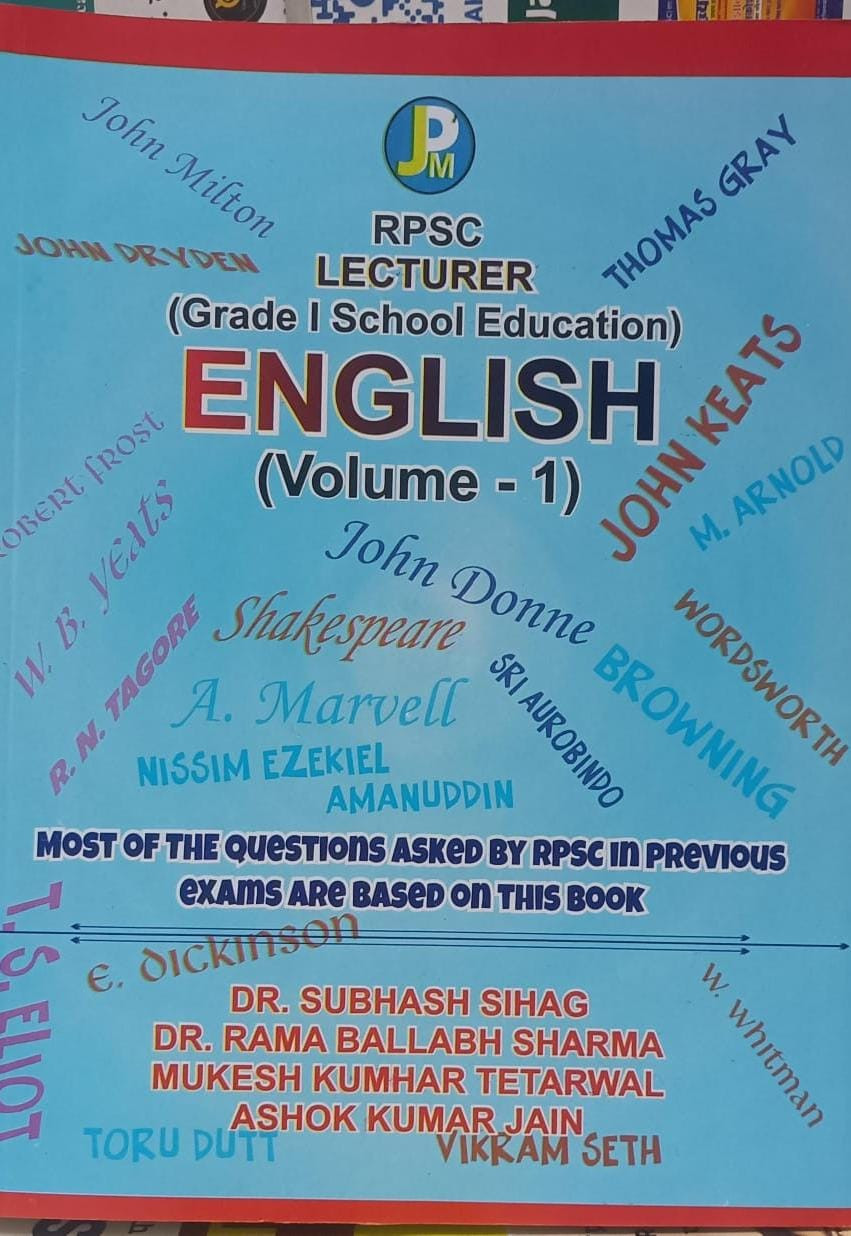 JPM
John Milton
THOMAS GRAY
RPSC
JOHN DRYDEN
LECTURER
(Grade I School Education)
ENGLISH
JOHN KEATS
(Volume - 1)
ROBERT FROST
M. ARNOLD
W. B. Yeats
John Donne
Shakespeare
WORDSWORTH
R. N. TAGORE
A. Marvell
SRI AUROBINDO
BROWNING
NISSIM EZEKIEL
AMANUDDIN
MOST OF THE QUESTIONS ASKED BY RPSC IN PREVIOUS
EXAMS ARE BASED ON THIS BOOK
T.S. ELIOT
E. DICKINSON
W. Whitman
DR. SUBHASH SIHAG
DR. RAMA BALLABH SHARMA
MUKESH KUMHAR TETARWAL
ASHOK KUMAR JAIN
TORU DUTT
VIKRAM SETH